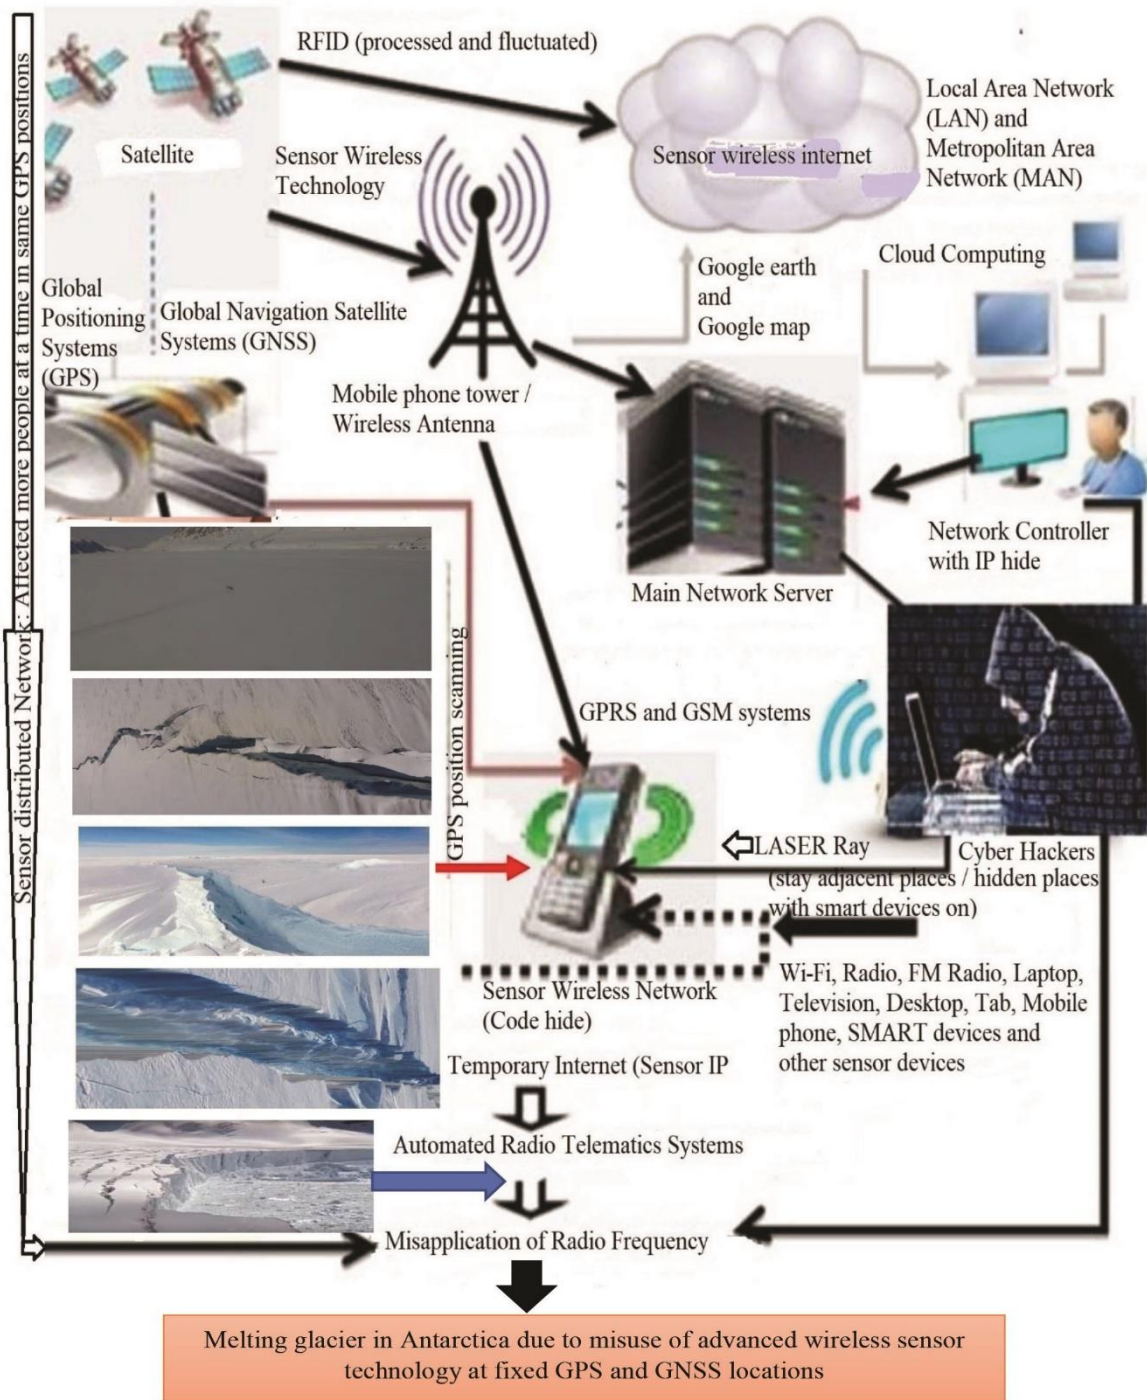 Sensor distributed Network: Affected more people at a time in same GPS positions
RFID (processed and fluctuated)
Satellite
Sensor Wireless
Technology
Sensor wireless internet
Local Area Network
(LAN) and
Metropolitan Area
Network (MAN)
Global
Positioning
Systems
(GPS)
Global Navigation Satellite
Systems (GNSS)
Google earth
and
Google map
Cloud Computing
Mobile phone tower /
Wireless Antenna
Network Controller
with IP hide
Main Network Server
GPS position scanning
GPRS and GSM systems
LASER Ray
Cyber Hackers
(stay adjacent places / hidden places
with smart devices on)
Wi-Fi, Radio, FM Radio, Laptop,
Television, Desktop, Tab, Mobile
phone, SMART devices and
other sensor devices
Sensor Wireless Network
(Code hide)
Temporary Internet (Sensor IP
Automated Radio Telematics Systems
Misapplication of Radio Frequency
Melting glacier in Antarctica due to misuse of advanced wireless sensor
technology at fixed GPS and GNSS locations